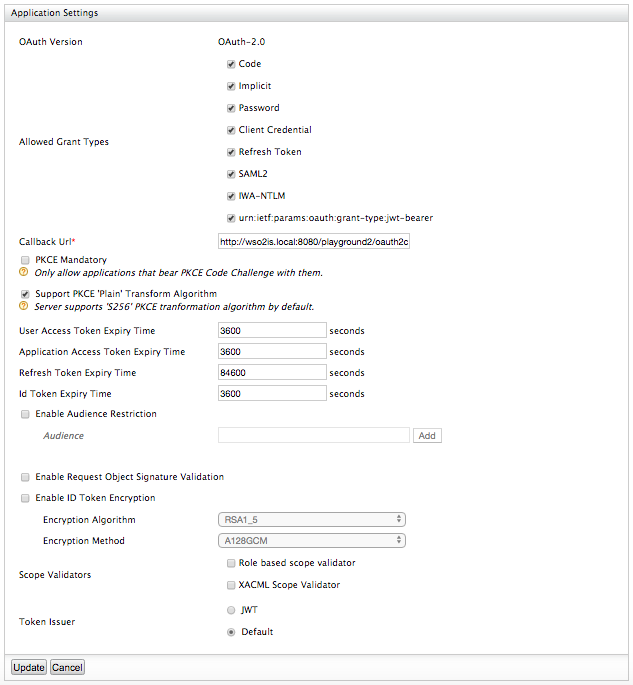 Application Settings
OAuth Version OAuth-2.0
Code
Implicit
Password
Client Credential
Allowed Grant Types
Refresh Token
SAML2
IWA-NTLM
urn:ietf:params:oauth:grant-type:jwt-bearer
Callback Url* http://wso2is.local:8080/playground2/oauth2c
PKCE Mandatory
? Only allow applications that bear PKCE Code Challenge with them.
Support PKCE 'Plain' Transform Algorithm
? Server supports 'S256' PKCE tranformation algorithm by default.
User Access Token Expiry Time 3600 seconds
Application Access Token Expiry Time 3600 seconds
Refresh Token Expiry Time 84600 seconds
Id Token Expiry Time 3600 seconds
Enable Audience Restriction
Audience Add
Enable Request Object Signature Validation
Enable ID Token Encryption
Encryption Algorithm RSA1_5
Encryption Method A128GCM
Role based scope validator
Scope Validators
XACML Scope Validator
JWT
Token Issuer
Default
Update Cancel